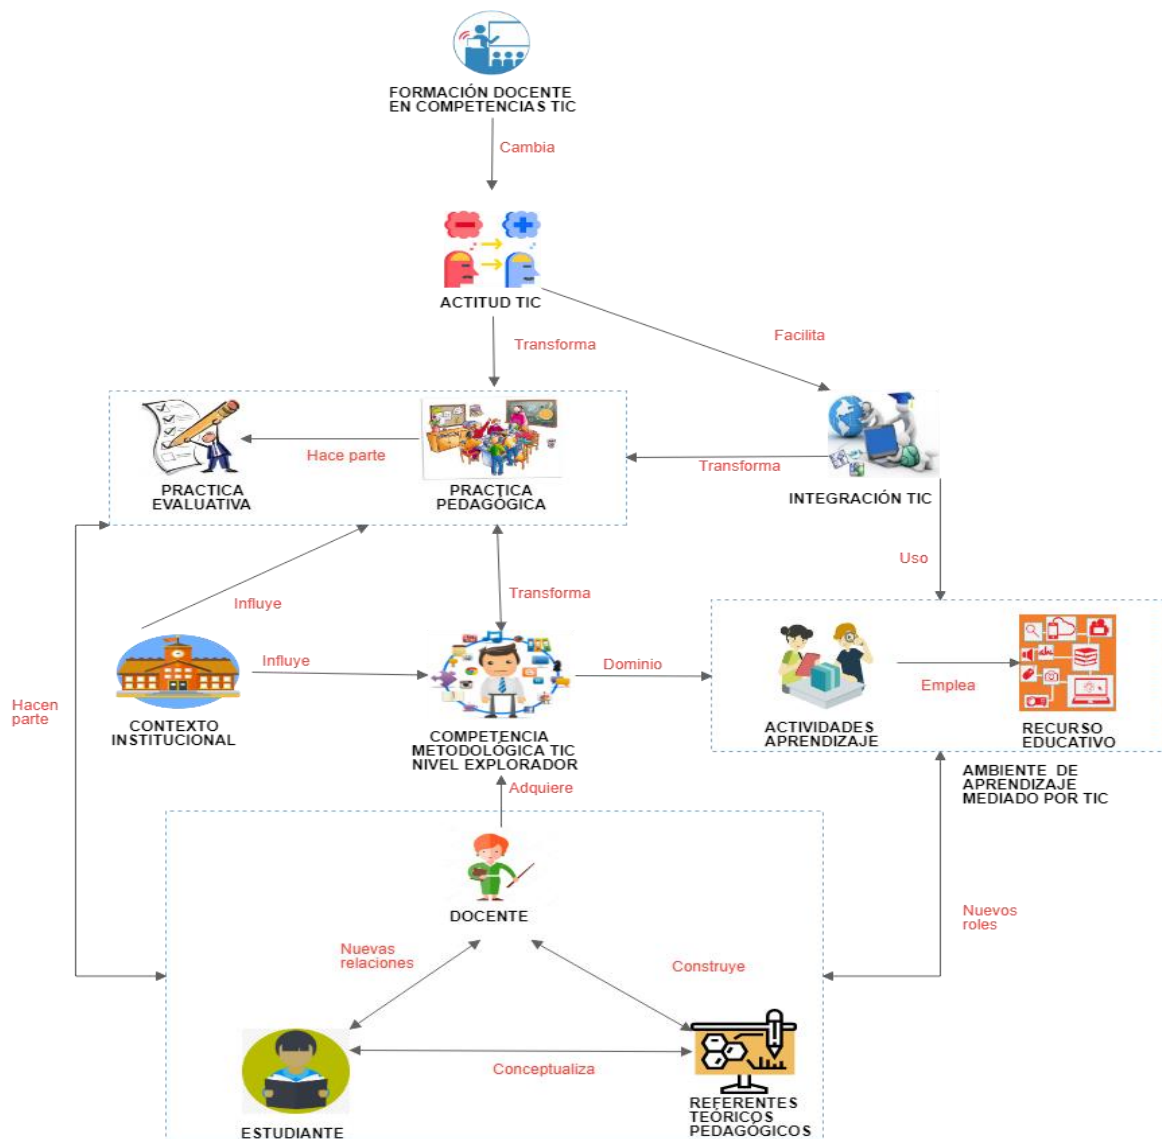 FORMACIÓN DOCENTE
EN COMPETENCIAS TIC
Cambia
ACTITUD TIC
Transforma
Facilita
Hace parte
Transforma
PRACTICA
EVALUATIVA
PRACTICA
PEDAGÓGICA
INTEGRACIÓN TIC
Uso
Influye
Transforma
Influye
Dominio
Emplea
Hacen
parte
CONTEXTO
INSTITUCIONAL
COMPETENCIA
METODOLÓGICA TIC
NIVEL EXPLORADOR
ACTIVIDADES
APRENDIZAJE
RECURSO
EDUCATIVO
AMBIENTE DE
APRENDIZAJE
MEDIADO POR TIC
Adquiere
DOCENTE
Nuevos
roles
Nuevas
relaciones
Construye
Conceptualiza
ESTUDIANTE
REFERENTES
TEÓRICOS
PEDAGÓGICOS